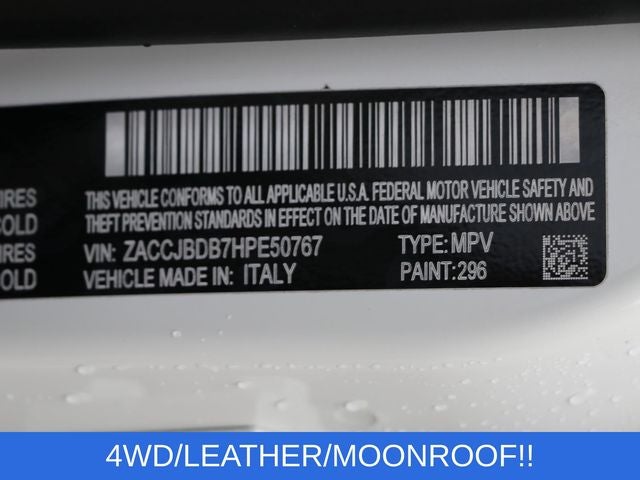 IRES
COLD
IRES
OLD
THIS VEHICLE CONFORMS TO ALL APPLICABLE U.S.A. FEDERAL MOTOR VEHICLE SAFETY AND
THEFT PREVENTION STANDARDS IN EFFECT ON THE DATE OF MANUFACTURE SHOWN ABOVE
VIN: ZACCJBDB7HPE50767 TYPE: MPV
VEHICLE MADE IN: ITALY PAINT: 296
4WD/LEATHER/MOONROOF!!